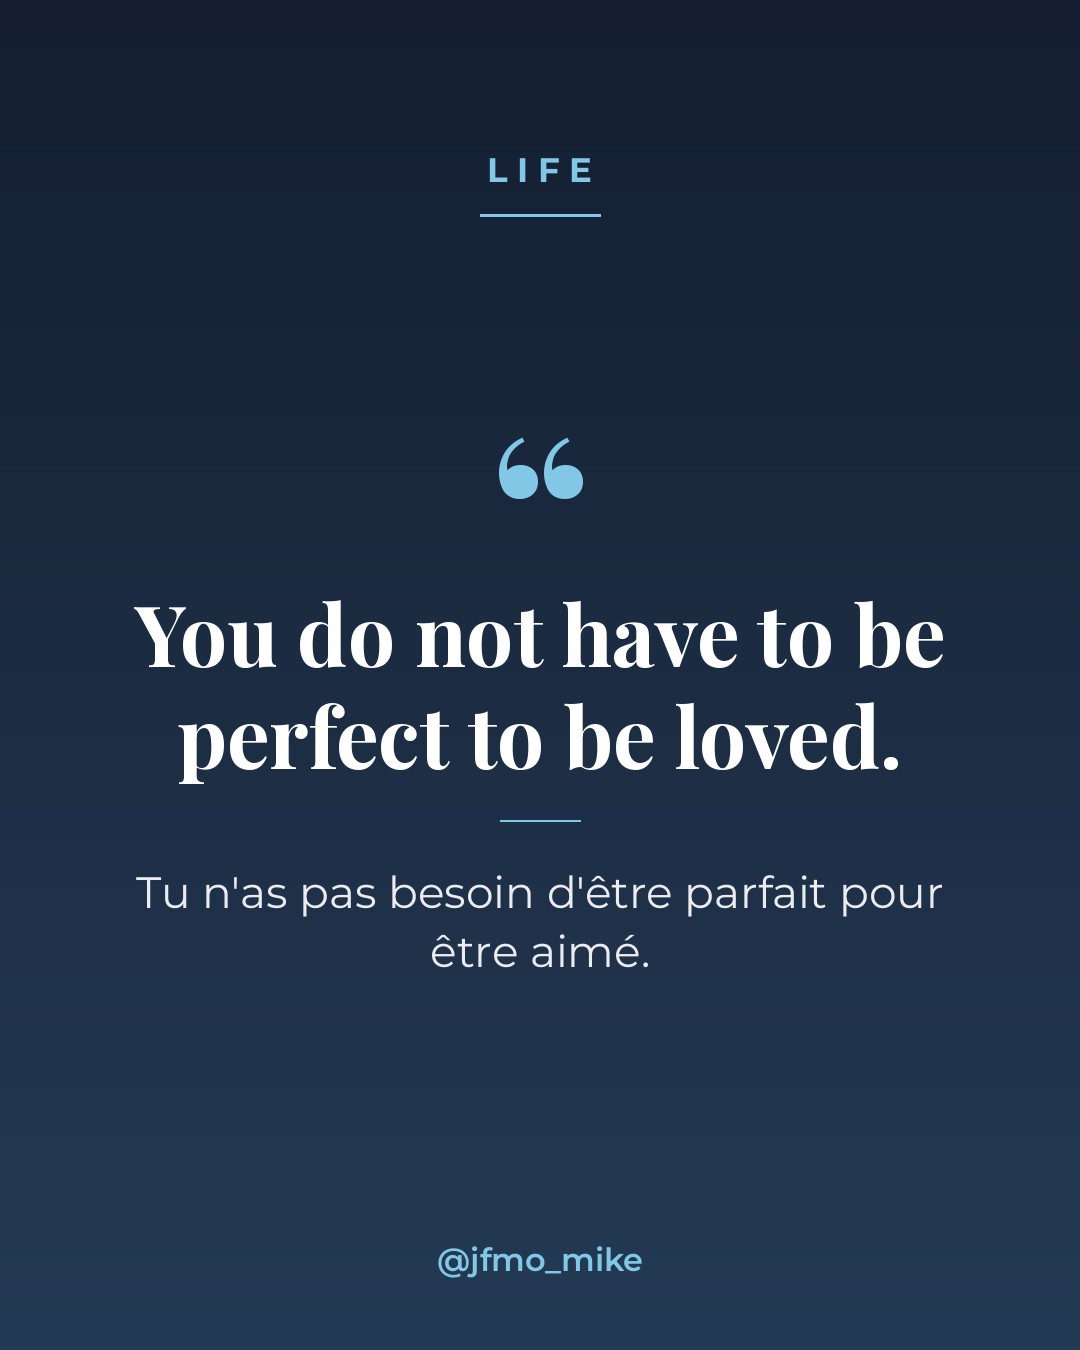 LIFE
“
You do not have to be
perfect to be loved.
Tu n'as pas besoin d'être parfait pour
être aimé.
@jfmo_mike